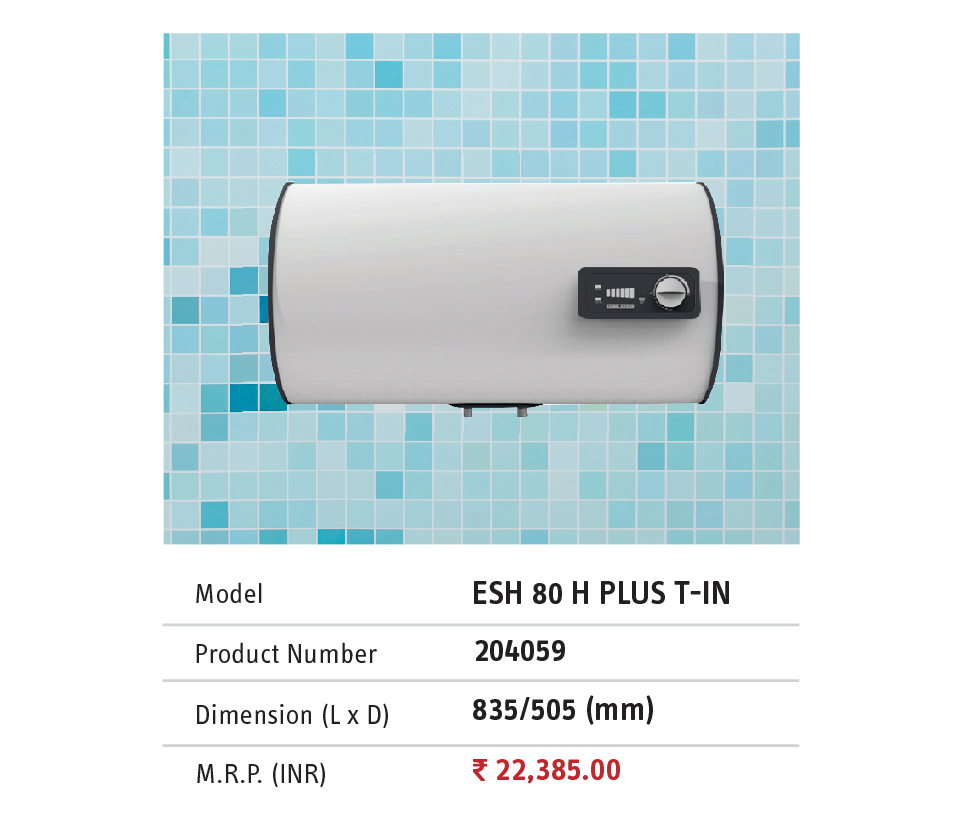 Model ESH 80 H PLUS T-IN
Product Number 204059
Dimension (L x D) 835/505 (mm)
M.R.P. (INR) ₹ 22,385.00